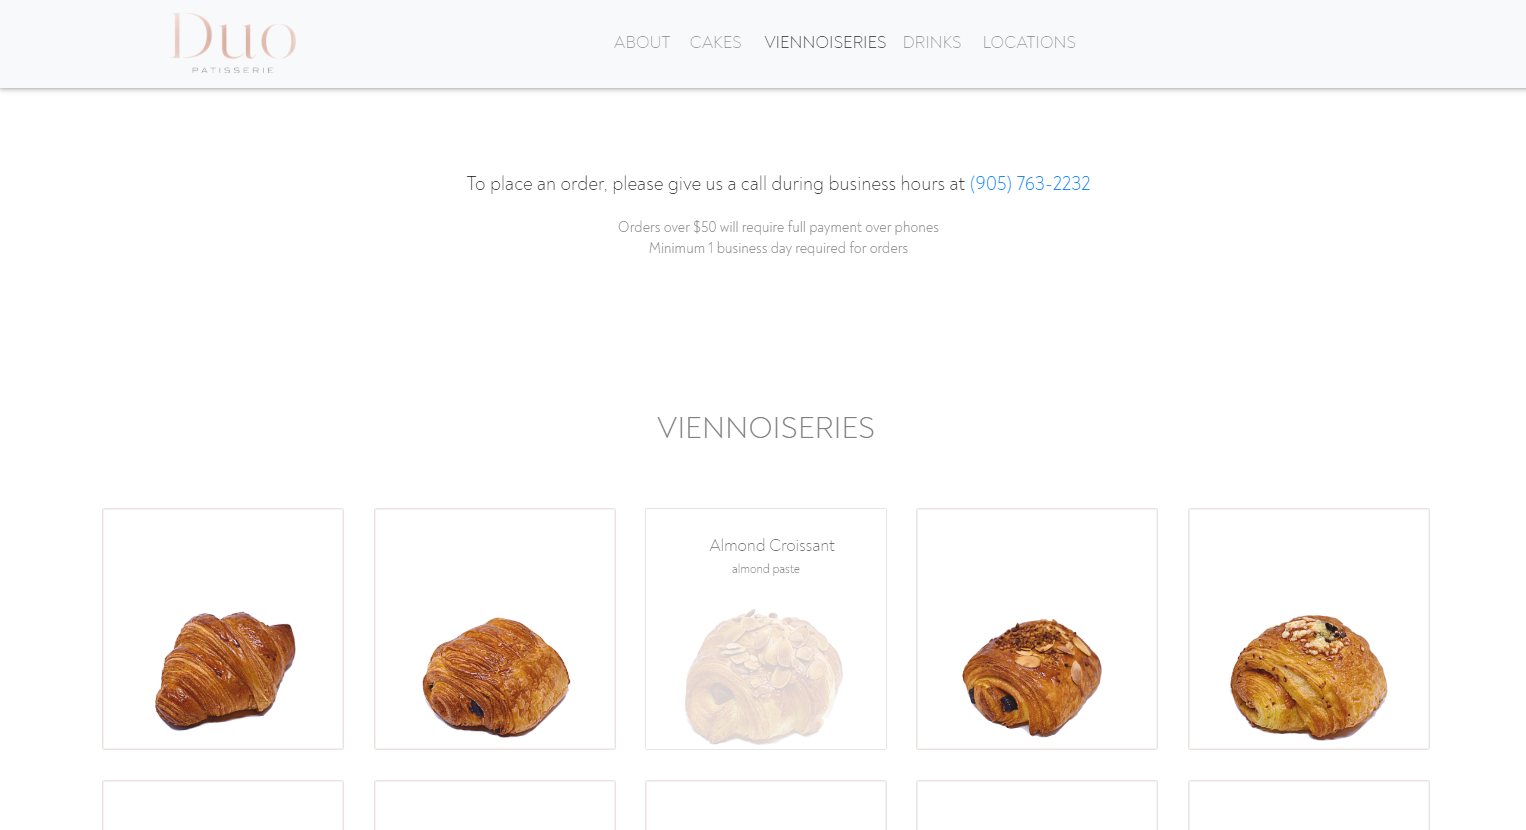 Duo
PATISSERIE
ABOUT CAKES VIENNOISERIES DRINKS LOCATIONS
To place an order, please give us a call during business hours at (905) 763-2232
Orders over $50 will require full payment over phones
Minimum 1 business day required for orders
VIENNOISERIES
Almond Croissant
almond paste